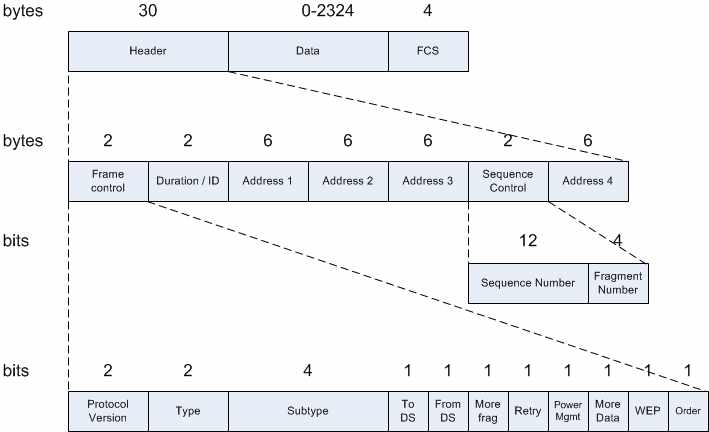 bytes 30 0-2324 4
Header Data FCS
bytes 2 2 6 6 6 2 6
Frame control Duration / ID Address 1 Address 2 Address 3 Sequence Control Address 4
bits 12 4
Sequence Number Fragment Number
bits 2 2 4 1 1 1 1 1 1 1 1
Protocol Version Type Subtype To DS From DS More frag Retry Power Mgmt More Data WEP Order